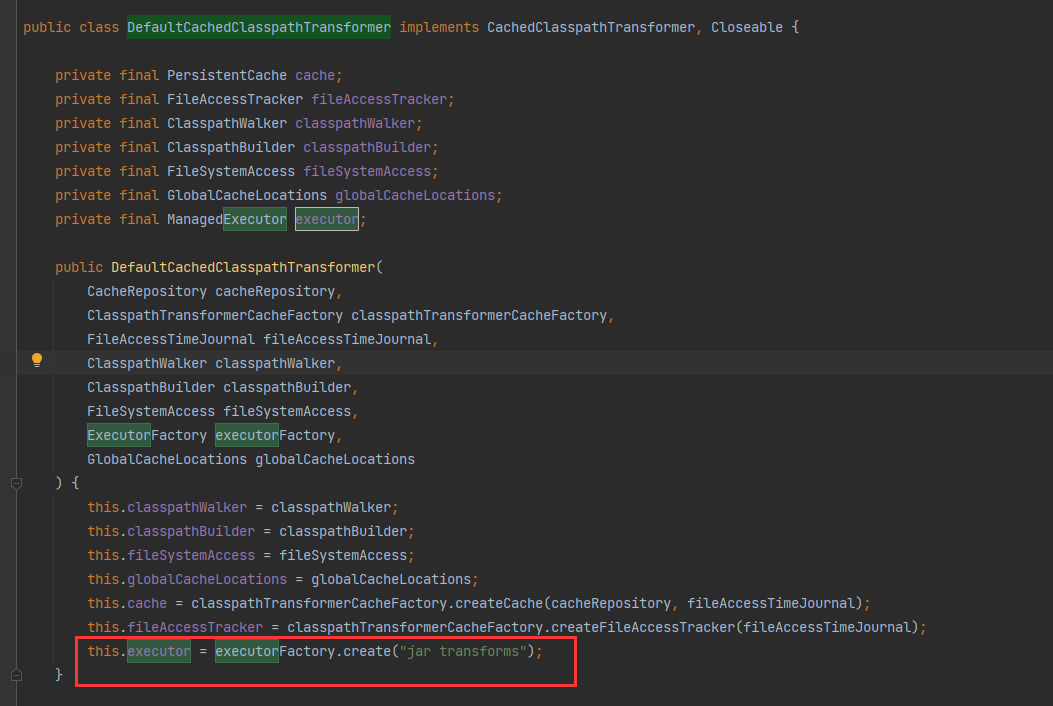 public class DefaultCachedClasspathTransformer implements CachedClasspathTransformer, Closeable {
private final PersistentCache cache;
private final FileAccessTracker fileAccessTracker;
private final ClasspathWalker classpathWalker;
private final ClasspathBuilder classpathBuilder;
private final FileSystemAccess fileSystemAccess;
private final GlobalCacheLocations globalCacheLocations;
private final ManagedExecutor executor;
public DefaultCachedClasspathTransformer(
CacheRepository cacheRepository,
ClasspathTransformerCacheFactory classpathTransformerCacheFactory,
FileAccessTimeJournal fileAccessTimeJournal,
ClasspathWalker classpathWalker,
ClasspathBuilder classpathBuilder,
FileSystemAccess fileSystemAccess,
ExecutorFactory executorFactory,
GlobalCacheLocations globalCacheLocations
) {
this.classpathWalker = classpathWalker;
this.classpathBuilder = classpathBuilder;
this.fileSystemAccess = fileSystemAccess;
this.globalCacheLocations = globalCacheLocations;
this.cache = classpathTransformerCacheFactory.createCache(cacheRepository, fileAccessTimeJournal);
this.fileAccessTracker = classpathTransformerCacheFactory.createFileAccessTracker(fileAccessTimeJournal);
this.executor = executorFactory.create("jar transforms");
}